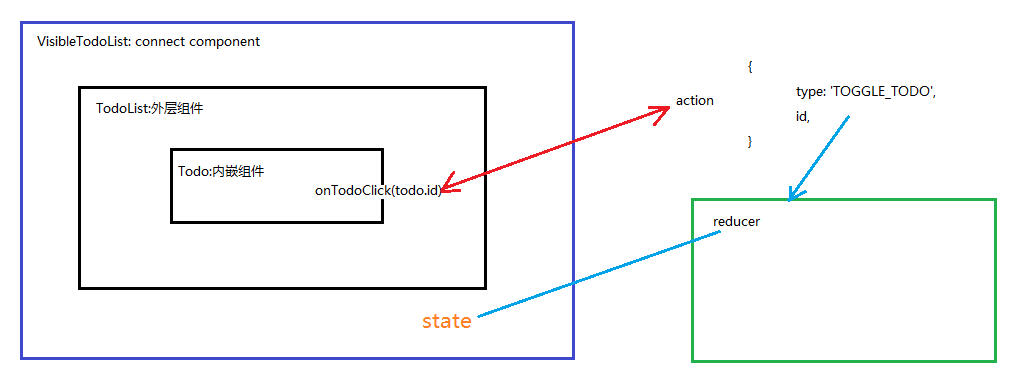 VisibleTodoList: connect component
TodoList:外层组件
Todo:内嵌组件
onTodoClick(todo.id)
state
action
{
type: 'TOGGLE_TODO',
id,
}
reducer